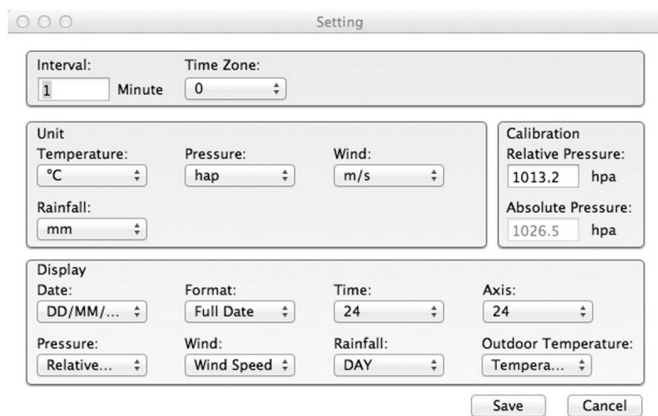 Setting
Interval: Time Zone:
1 Minute 0
Unit
Temperature: Pressure: Wind:
°C hap m/s
Rainfall:
mm
Calibration
Relative Pressure:
1013.2 hpa
Absolute Pressure:
1026.5 hpa
Display
Date: Format: Time: Axis:
DD/MM/... Full Date 24 24
Pressure: Wind: Rainfall: Outdoor Temperature:
Relative... Wind Speed DAY Tempera...
Save Cancel